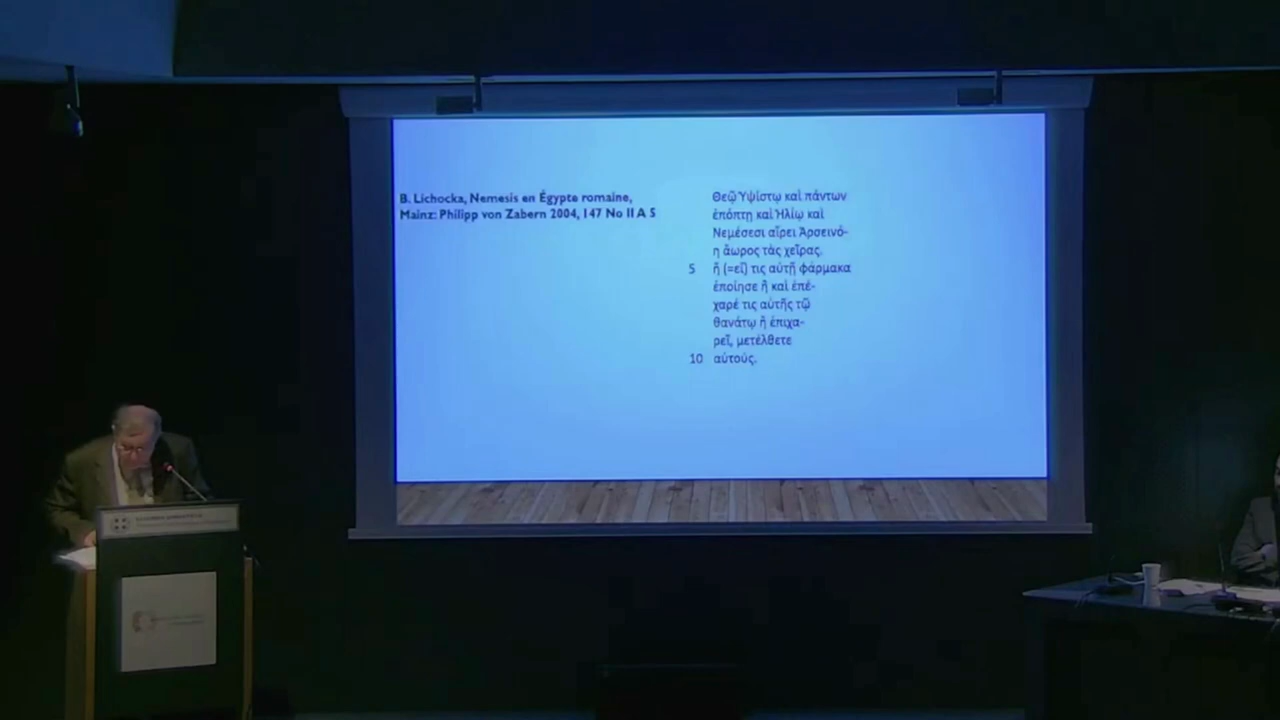 B. Lichocka, Nemesis en Égypte romaine,
Mainz: Philipp von Zabern 2004, 147 No II A 5
Θεῷ Ὑψίστῳ καὶ πάντων
ἐπόπτῃ καὶ Ἡλίῳ καὶ
Νεμέσεσι αἴρει Ἀρσεινό-
η ἄωρος τὰς χεῖρας,
5 ἤ (=εἴ) τις αὐτῇ φάρμακα
ἐποίησε ἢ καὶ ἐπέ-
χαρέ τις αὐτῆς τῷ
θανάτῳ ἢ ἐπιχα-
ρεῖ, μετέλθετε
10 αὐτούς.